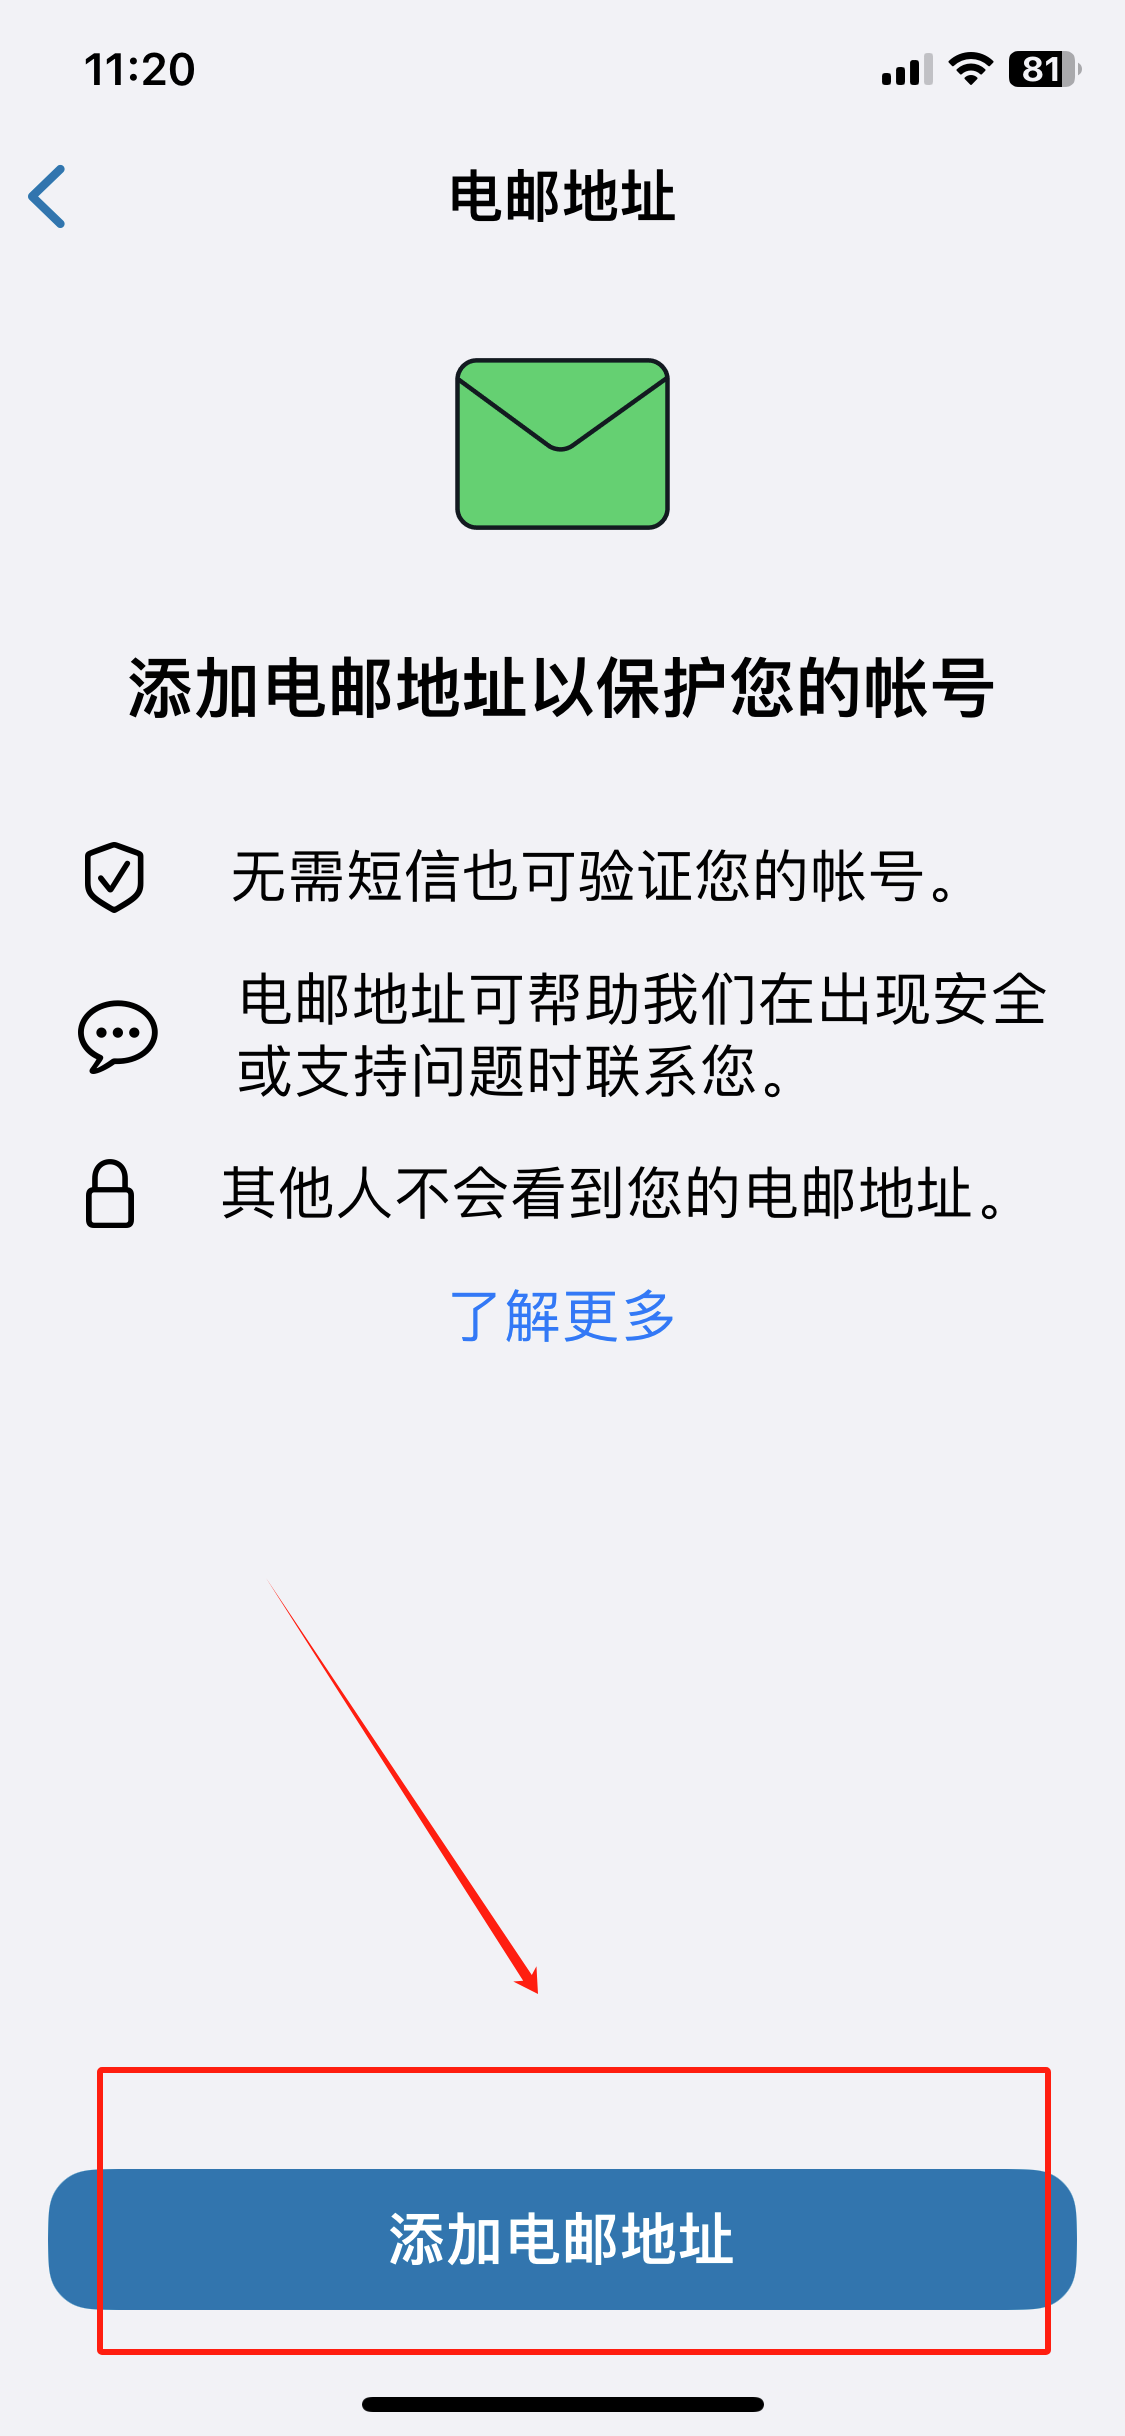 11:20
81
电邮地址
添加电邮地址以保护您的帐号
无需短信也可验证您的帐号。
电邮地址可帮助我们在出现安全
或支持问题时联系您。
其他人不会看到您的电邮地址。
了解更多
添加电邮地址